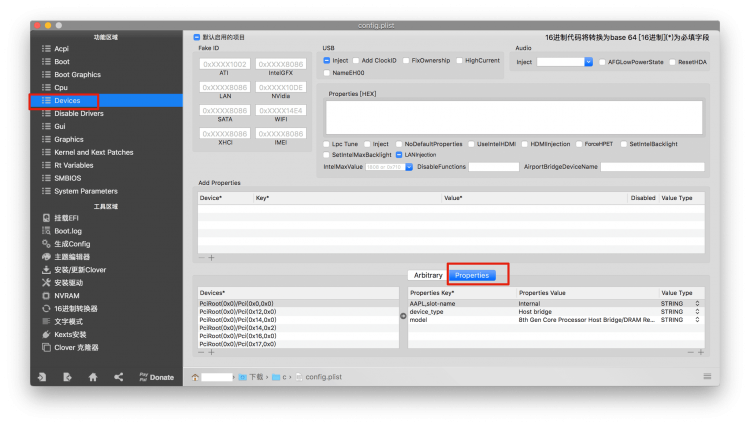 config.plist
功能区域
Acpi
Boot
Boot Graphics
Cpu
Devices
Disable Drivers
Gui
Graphics
Kernel and Kext Patches
Rt Variables
SMBIOS
System Parameters
工具区域
挂载EFI
Boot.log
生成Config
主题编辑器
安装/更新Clover
安装驱动
NVRAM
16进制转换器
文字模式
Kexts安装
Clover 克隆器
Donate
默认启用的项目
16进制代码将转换为base 64 [16进制][*]为必填字段
Fake ID
0xXXXX1002 0xXXXX8086
ATI IntelGFX
0xXXXX8086 0xXXXX10DE
LAN NVidia
0xXXXX8086 0xXXXX14E4
SATA WIFI
0xXXXX8086 0xXXXX8086
XHCI IMEI
USB
Inject Add ClockID FixOwnership HighCurrent
NameEH00
Audio
Inject AFGLowPowerState ResetHDA
Properties [HEX]
Lpc Tune Inject NoDefaultProperties UseIntelHDMI HDMIInjection ForceHPET SetIntelBacklight
SetIntelMaxBacklight LANInjection
IntelMaxValue DisableFunctions AirportBridgeDeviceName
Add Properties
Device* Key* Value* Disabled Value Type
Arbitrary Properties
Devices*
PciRoot(0x0)/Pci(0x0,0x0)
PciRoot(0x0)/Pci(0x12,0x0)
PciRoot(0x0)/Pci(0x14,0x0)
PciRoot(0x0)/Pci(0x14,0x2)
PciRoot(0x0)/Pci(0x16,0x0)
PciRoot(0x0)/Pci(0x17,0x0)
Properties Key* Properties Value Value Type
AAPL,slot-name Internal STRING
device_type Host bridge STRING
model 8th Gen Core Processor Host Bridge/DRAM Re... STRING
下载 c config.plist